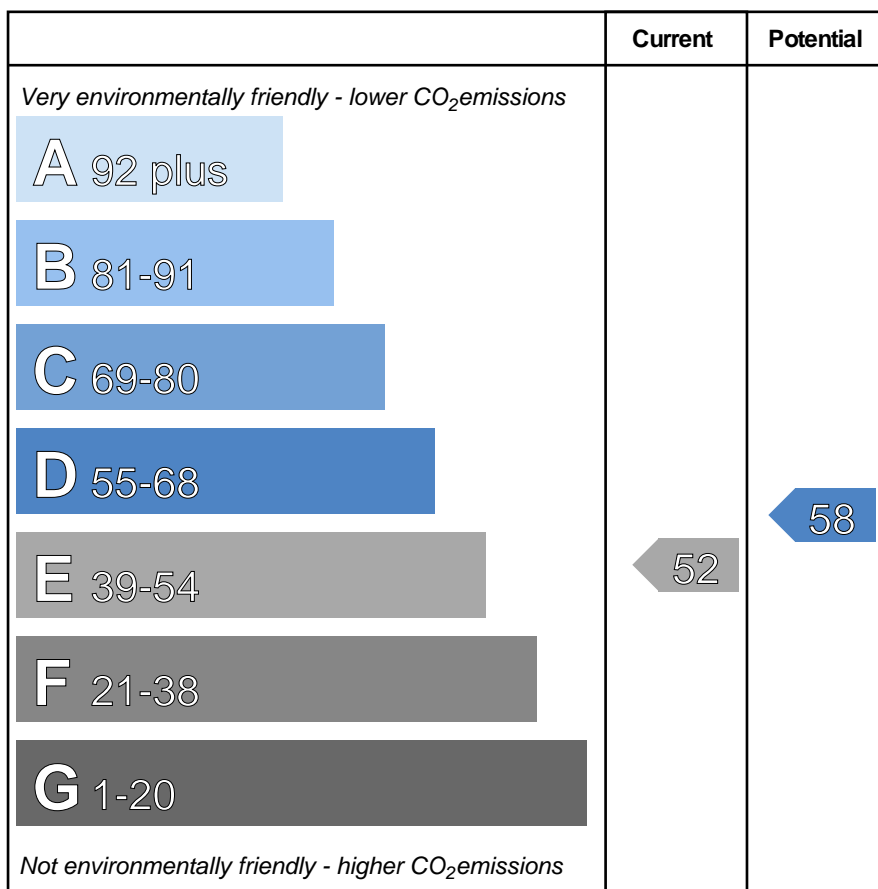 Current Potential
Very environmentally friendly - lower CO2emissions
A 92 plus
B 81-91
C 69-80
D 55-68
58
E 39-54
52
F 21-38
G 1-20
Not environmentally friendly - higher CO2emissions